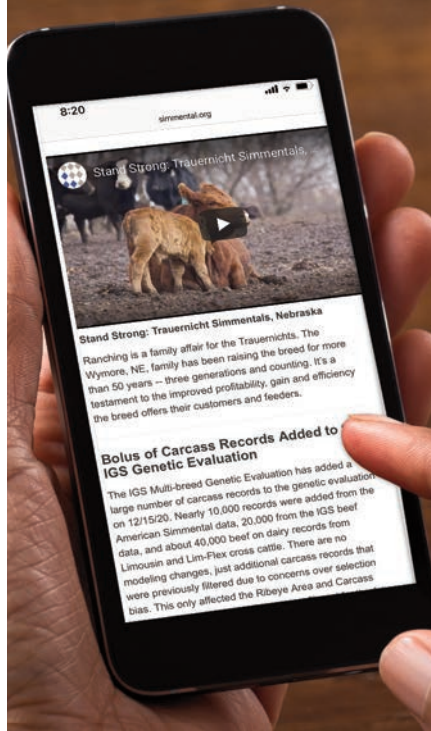 8:20
simmental.org
Stand Strong: Trauernicht Simmentals, ...
Stand Strong: Trauernicht Simmentals, Nebraska
Ranching is a family affair for the Trauernichts. The
Wymore, NE, family has been raising the breed for more
than 50 years -- three generations and counting. It's a
testament to the improved profitability, gain and efficiency
the breed offers their customers and feeders.
Bolus of Carcass Records Added to
IGS Genetic Evaluation
The IGS Multi-breed Genetic Evaluation has added a
large number of carcass records to the genetic evaluation
on 12/15/20. Nearly 10,000 records were added from the
American Simmental data, 20,000 from the IGS beef
data, and about 40,000 beef on dairy records from
Limousin and Lim-Flex cross cattle. There are no
modeling changes, just additional carcass records that
were previously filtered due to concerns over selection
bias. This only affected the Ribeye Area and Carcass